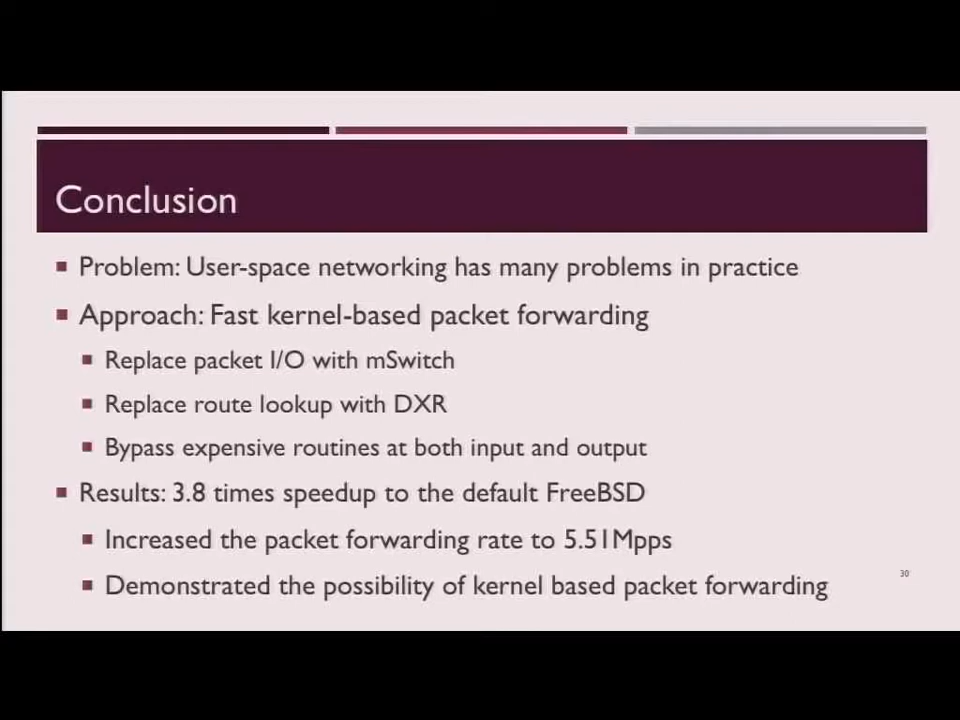 Conclusion
Problem: User-space networking has many problems in practice
Approach: Fast kernel-based packet forwarding
Replace packet I/O with mSwitch
Replace route lookup with DXR
Bypass expensive routines at both input and output
Results: 3.8 times speedup to the default FreeBSD
Increased the packet forwarding rate to 5.51Mpps
Demonstrated the possibility of kernel based packet forwarding
30